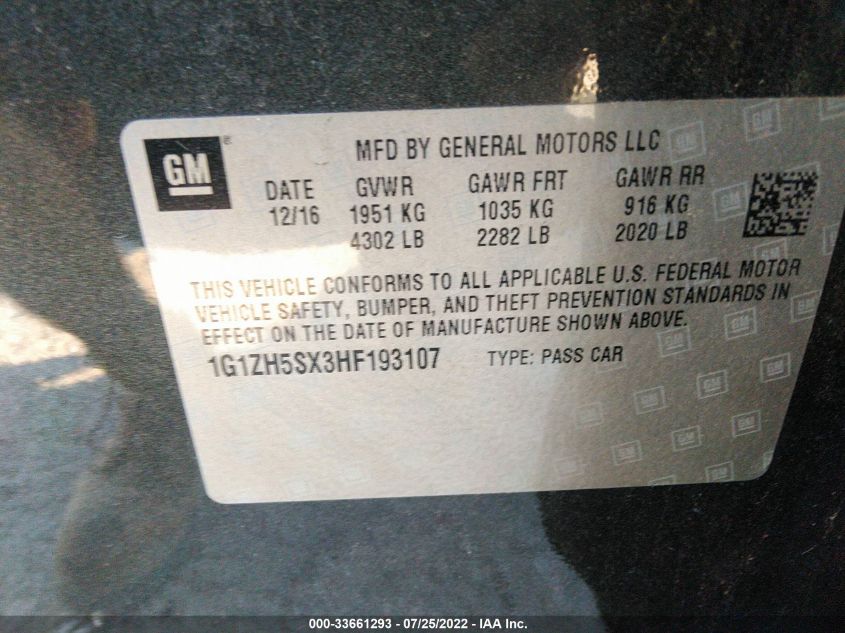 GM®
MFD BY GENERAL MOTORS LLC
DATE GVWR GAWR FRT GAWR RR
12/16 1951 KG 1035 KG 916 KG
4302 LB 2282 LB 2020 LB
THIS VEHICLE CONFORMS TO ALL APPLICABLE U.S. FEDERAL MOTOR
VEHICLE SAFETY, BUMPER, AND THEFT PREVENTION STANDARDS IN
EFFECT ON THE DATE OF MANUFACTURE SHOWN ABOVE.
1G1ZH5SX3HF193107 TYPE: PASS CAR
000-33661293 - 07/25/2022 - IAA Inc.